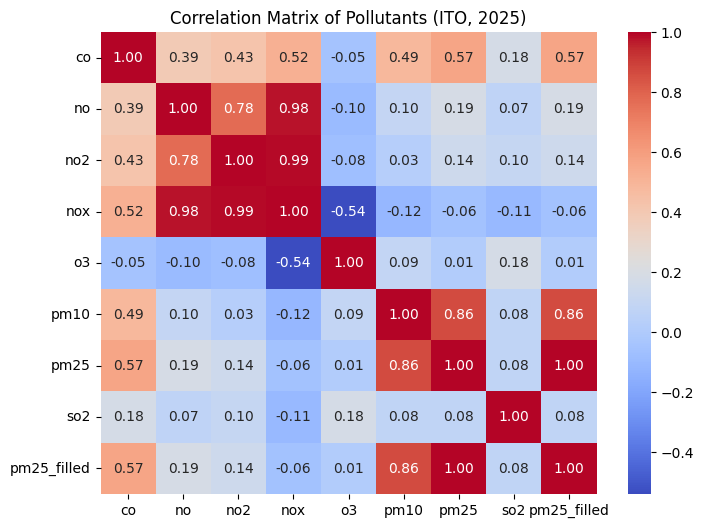 Correlation Matrix of Pollutants (ITO, 2025)
co 1.00 0.39 0.43 0.52 -0.05 0.49 0.57 0.18 0.57
no 0.39 1.00 0.78 0.98 -0.10 0.10 0.19 0.07 0.19
no2 0.43 0.78 1.00 0.99 -0.08 0.03 0.14 0.10 0.14
nox 0.52 0.98 0.99 1.00 -0.54 -0.12 -0.06 -0.11 -0.06
o3 -0.05 -0.10 -0.08 -0.54 1.00 0.09 0.01 0.18 0.01
pm10 0.49 0.10 0.03 -0.12 0.09 1.00 0.86 0.08 0.86
pm25 0.57 0.19 0.14 -0.06 0.01 0.86 1.00 0.08 1.00
so2 0.18 0.07 0.10 -0.11 0.18 0.08 0.08 1.00 0.08
pm25_filled 0.57 0.19 0.14 -0.06 0.01 0.86 1.00 0.08 1.00
co no no2 nox o3 pm10 pm25 so2 pm25_filled
1.0
0.8
0.6
0.4
0.2
0.0
−0.2
−0.4